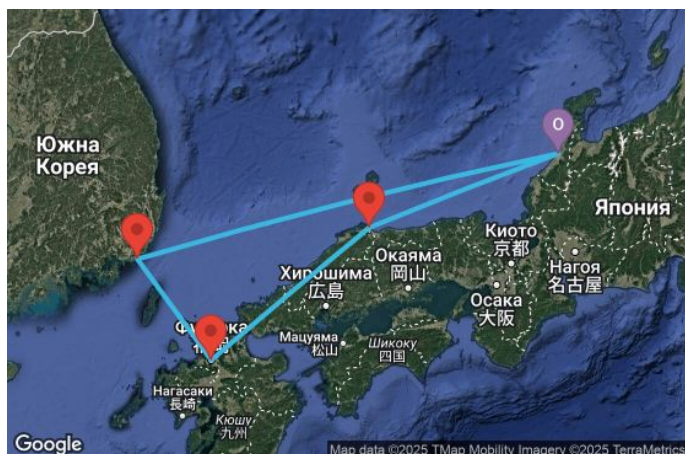 Южна
Корея
O
Япония
Киото
京都
Окаяма
岡山
Нагоя
名古屋
Хирошима
広島
Осака
大阪
Мацуяма
松山
Шикоку
四国
Нагасаки
長崎
Кюшу
九州
Google
Map data ©2025 TMap Mobility Imagery ©2025 TerraMetrics